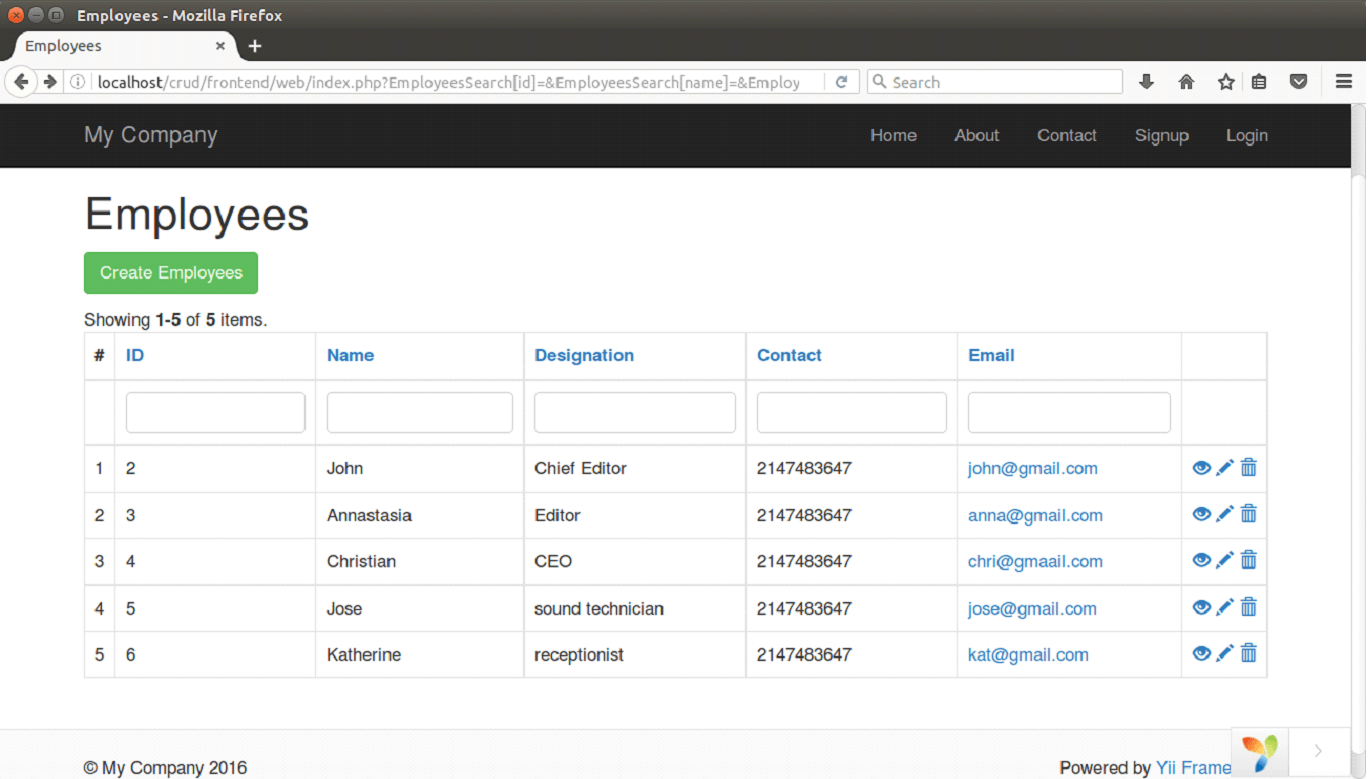 Employees - Mozilla Firefox
Employees × +
localhost/crud/frontend/web/index.php?EmployeesSearch[id]=&EmployeesSearch[name]=&Employ Search
My Company Home About Contact Signup Login
Employees
Create Employees
Showing 1-5 of 5 items.
# ID Name Designation Contact Email
1 2 John Chief Editor 2147483647 john@gmail.com
2 3 Annastasia Editor 2147483647 anna@gmail.com
3 4 Christian CEO 2147483647 chri@gmaail.com
4 5 Jose sound technician 2147483647 jose@gmail.com
5 6 Katherine receptionist 2147483647 kat@gmail.com
© My Company 2016 Powered by Yii Frame